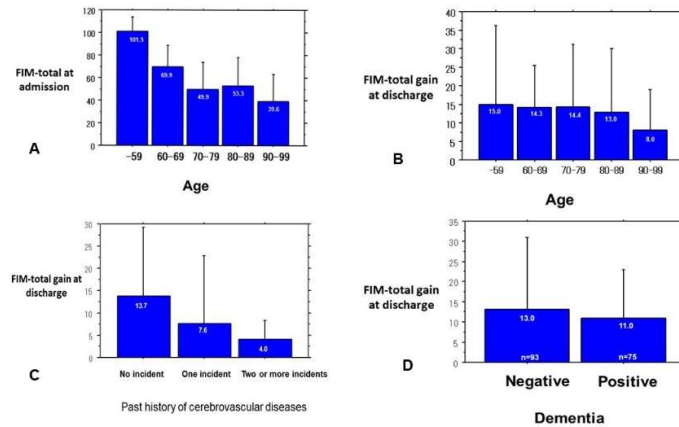 120
100
80
60
40
20
0
FIM-total at
admission
101.5
69.9
49.9
53.3
39.6
-59 60-69 70-79 80-89 90-99
A
Age
40
35
30
25
20
15
10
5
0
FIM-total gain
at discharge
15.0
14.3
14.4
13.0
8.0
-59 60-69 70-79 80-89 90-99
B
Age
30
25
20
15
10
5
0
FIM-total gain at
discharge
13.7
7.6
4.0
No incident One incident Two or more incidents
C
Past history of cerebrovascular diseases
35
30
25
20
15
10
5
0
FIM-total gain
at discharge
13.0
11.0
n=93 n=75
D
Negative Positive
Dementia